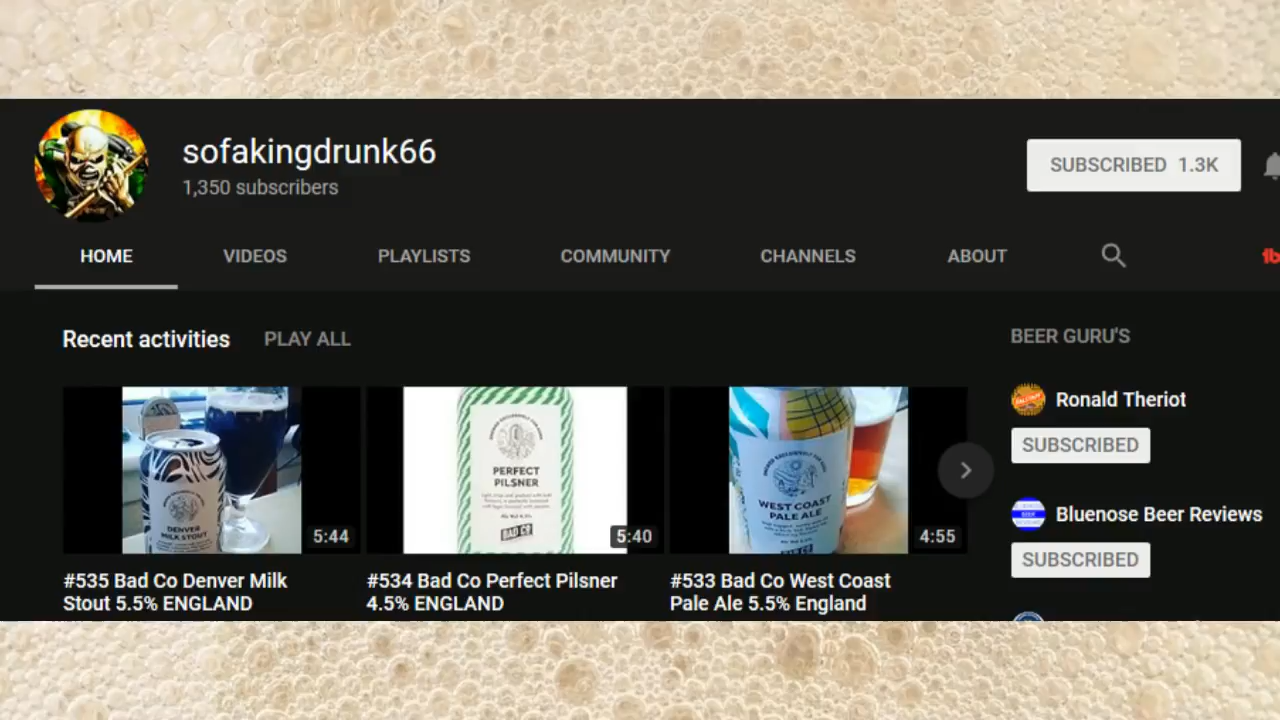 sofakingdrunk66
1,350 subscribers
SUBSCRIBED 1.3K
HOME
VIDEOS
PLAYLISTS
COMMUNITY
CHANNELS
ABOUT
Recent activities
PLAY ALL
BEER GURU'S
Ronald Theriot
SUBSCRIBED
Bluenose Beer Reviews
SUBSCRIBED
DENVER
MILK STOUT
5:44
PERFECT
PILSNER
BAD CO
5:40
WEST COAST
PALE ALE
BAD CO
4:55
#535 Bad Co Denver Milk
Stout 5.5% ENGLAND
#534 Bad Co Perfect Pilsner
4.5% ENGLAND
#533 Bad Co West Coast
Pale Ale 5.5% England